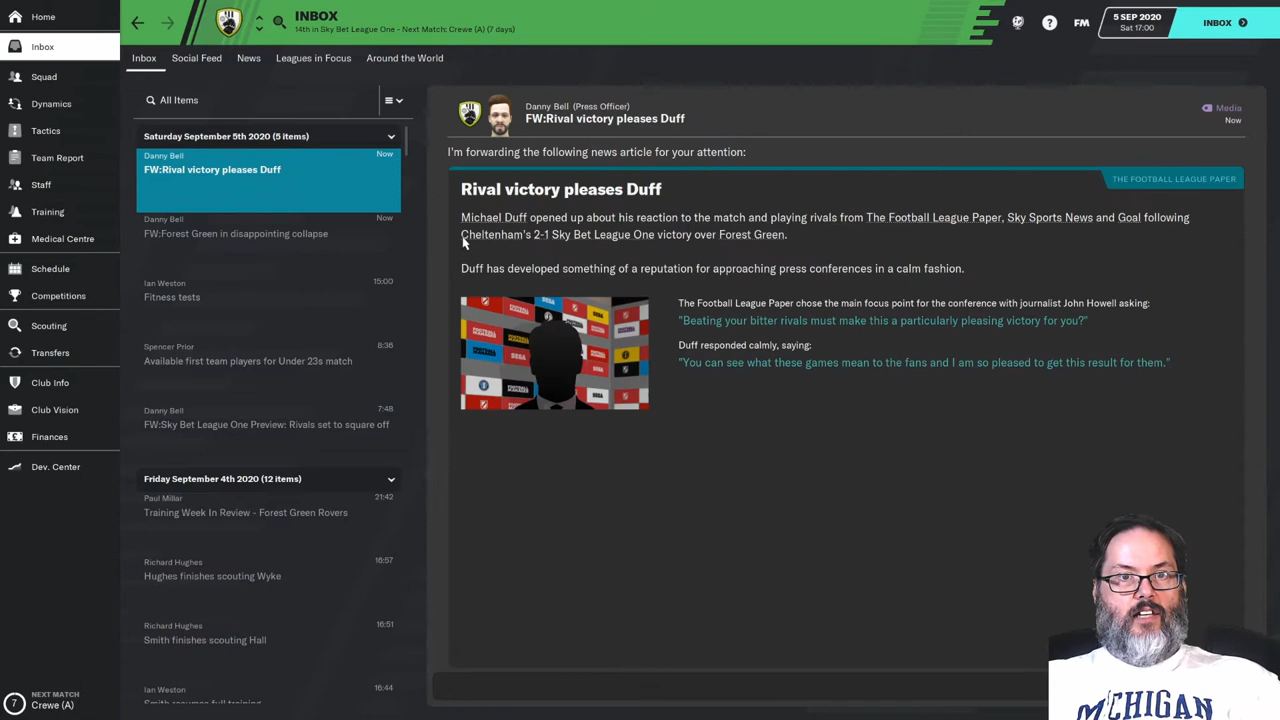 Home
Inbox
Squad
Dynamics
Tactics
Team Report
Staff
Training
Medical Centre
Schedule
Competitions
Scouting
Transfers
Club Info
Club Vision
Finances
Dev. Center
7
NEXT MATCH
Crewe (A)
INBOX
14th in Sky Bet League One - Next Match: Crewe (A) (7 days)
?
FM
5 SEP 2020
Sat 17:00
INBOX
Inbox
Social Feed
News
Leagues in Focus
Around the World
All Items
Saturday September 5th 2020 (5 items)
Danny Bell
Now
FW:Rival victory pleases Duff
Danny Bell
Now
FW:Forest Green in disappointing collapse
Ian Weston
15:00
Fitness tests
Spencer Prior
8:36
Available first team players for Under 23s match
Danny Bell
7:48
FW:Sky Bet League One Preview: Rivals set to square off
Friday September 4th 2020 (12 items)
Paul Millar
21:42
Training Week In Review - Forest Green Rovers
Richard Hughes
16:57
Hughes finishes scouting Wyke
Richard Hughes
16:51
Smith finishes scouting Hall
Ian Weston
16:44
Smith resumes full training
Danny Bell (Press Officer)
FW:Rival victory pleases Duff
Media
Now
I'm forwarding the following news article for your attention:
THE FOOTBALL LEAGUE PAPER
Rival victory pleases Duff
Michael Duff opened up about his reaction to the match and playing rivals from The Football League Paper, Sky Sports News and Goal following
Cheltenham's 2-1 Sky Bet League One victory over Forest Green.
Duff has developed something of a reputation for approaching press conferences in a calm fashion.
The Football League Paper chose the main focus point for the conference with journalist John Howell asking:
"Beating your bitter rivals must make this a particularly pleasing victory for you?"
Duff responded calmly, saying:
"You can see what these games mean to the fans and I am so pleased to get this result for them."
MICHIGAN